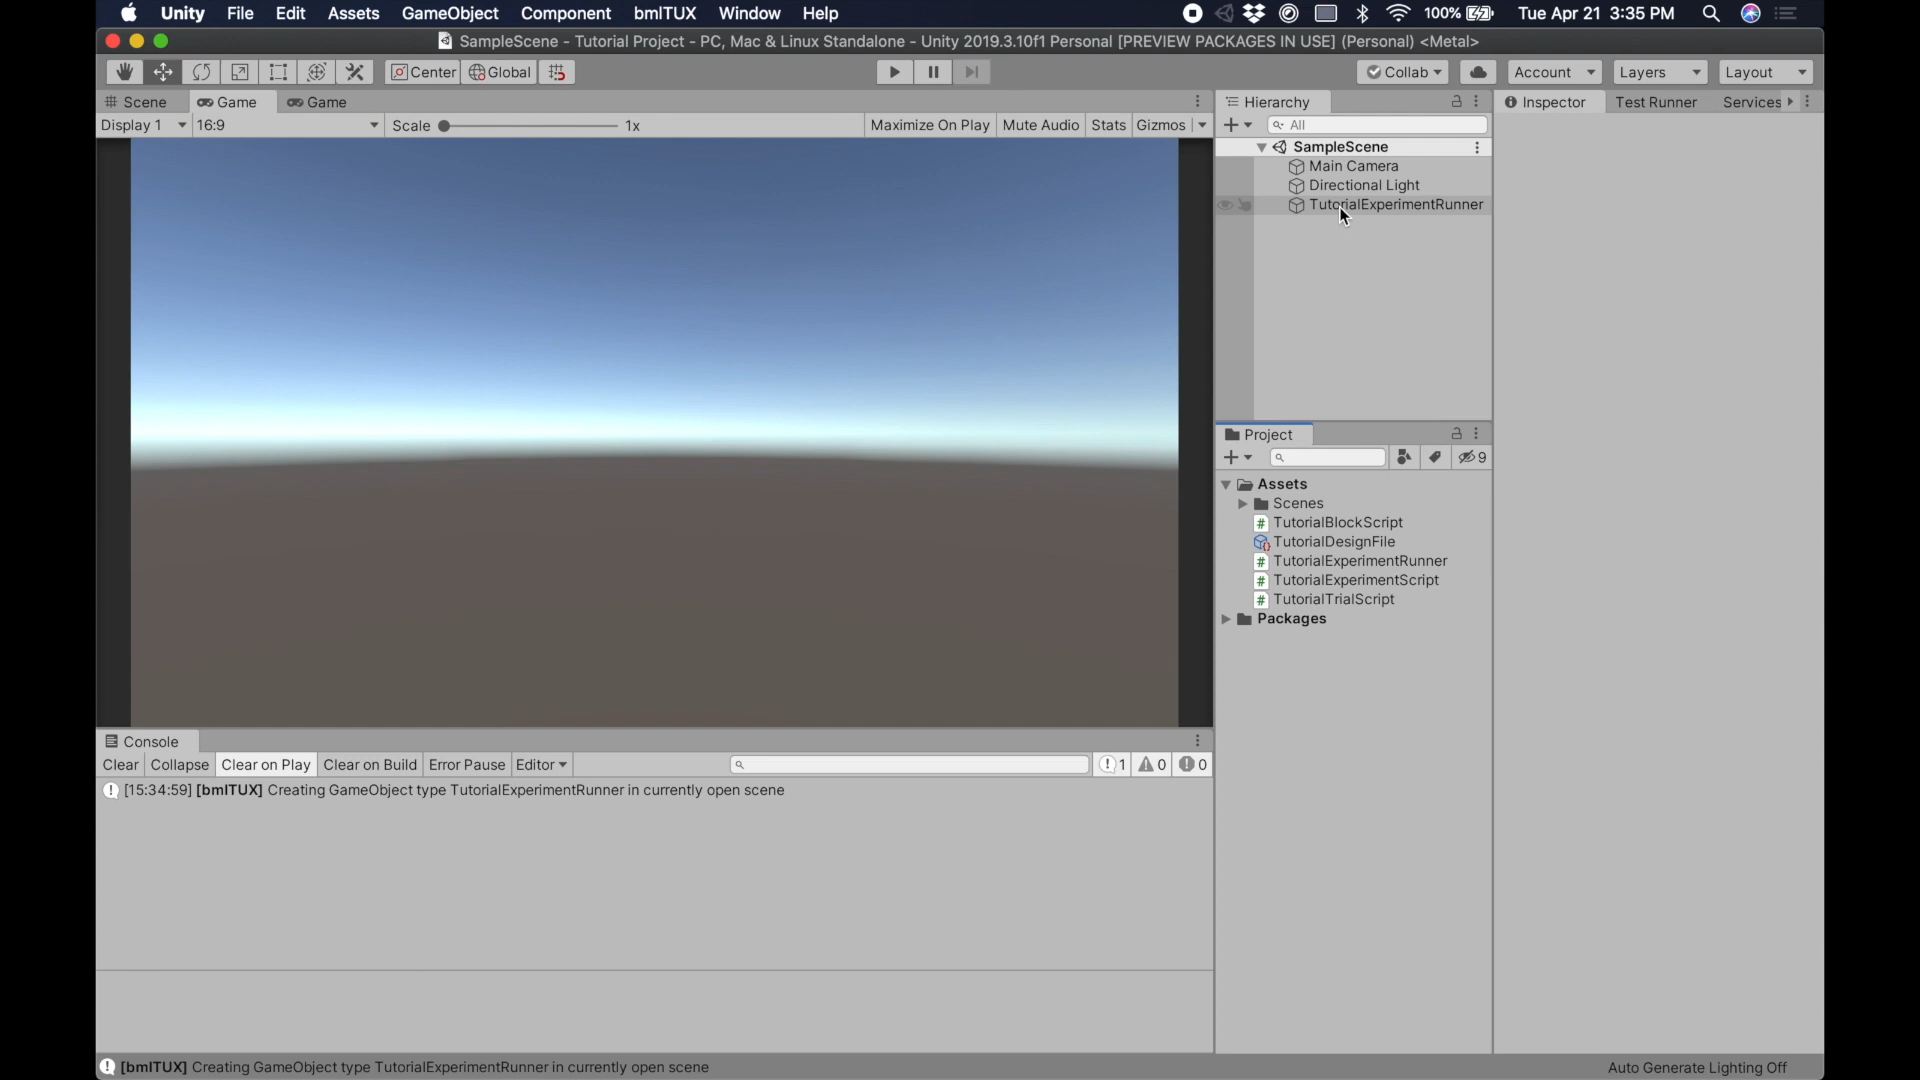 Unity File Edit Assets GameObject Component bmlTUX Window Help 100% Tue Apr 21 3:35 PM
SampleScene - Tutorial Project - PC, Mac & Linux Standalone - Unity 2019.3.10f1 Personal [PREVIEW PACKAGES IN USE] (Personal) <Metal>
Center Global Collab Account Layers Layout
Scene Game Game
Display 1 16:9 Scale 1x Maximize On Play Mute Audio Stats Gizmos
Hierarchy
All
SampleScene
Main Camera
Directional Light
TutorialExperimentRunner
Inspector Test Runner Services
Project
9
Assets
Scenes
TutorialBlockScript
TutorialDesignFile
TutorialExperimentRunner
TutorialExperimentScript
TutorialTrialScript
Packages
Console
Clear Collapse Clear on Play Clear on Build Error Pause Editor 1 0 0
[15:34:59] [bmlTUX] Creating GameObject type TutorialExperimentRunner in currently open scene
[bmlTUX] Creating GameObject type TutorialExperimentRunner in currently open scene
Auto Generate Lighting Off